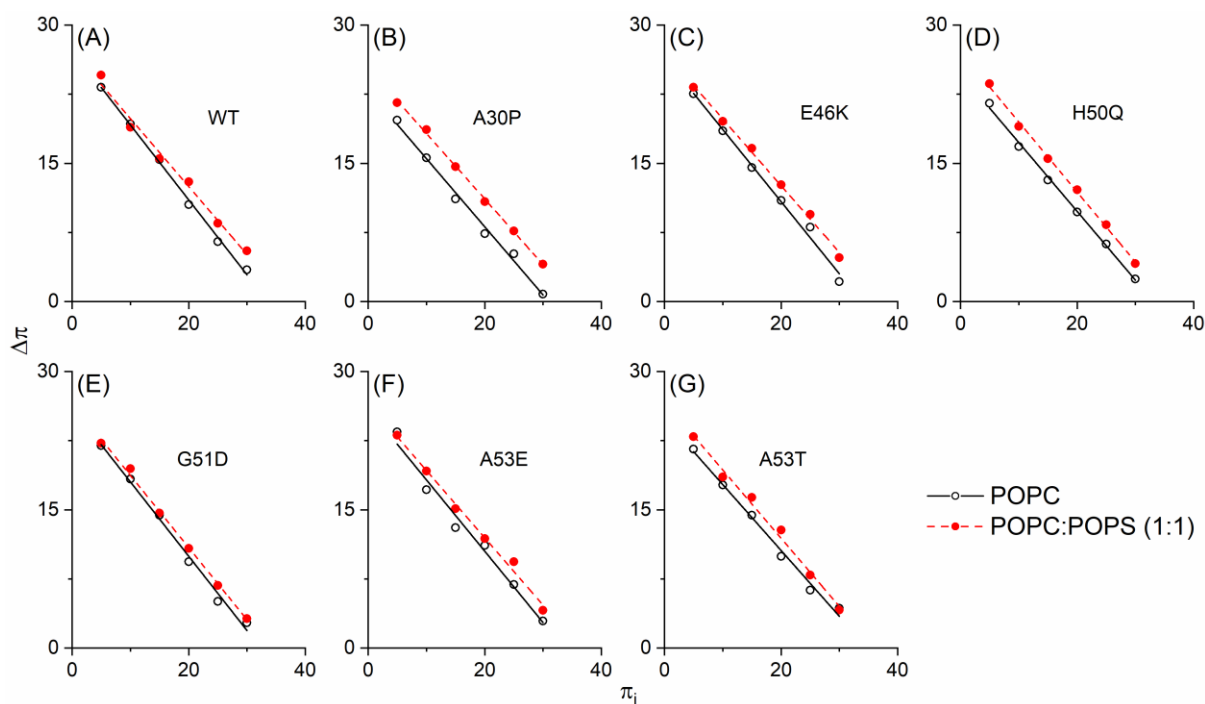 30 (A) 30 (B) 30 (C) 30 (D)
WT A30P E46K H50Q
15 15 15 15
0 0 0 0
0 20 40 0 20 40 0 20 40 0 20 40
Δπ
30 (E) 30 (F) 30 (G)
G51D A53E A53T
15 15 15
POPC
POPC:POPS (1:1)
0 0 0
0 20 40 0 20 40 0 20 40
πi